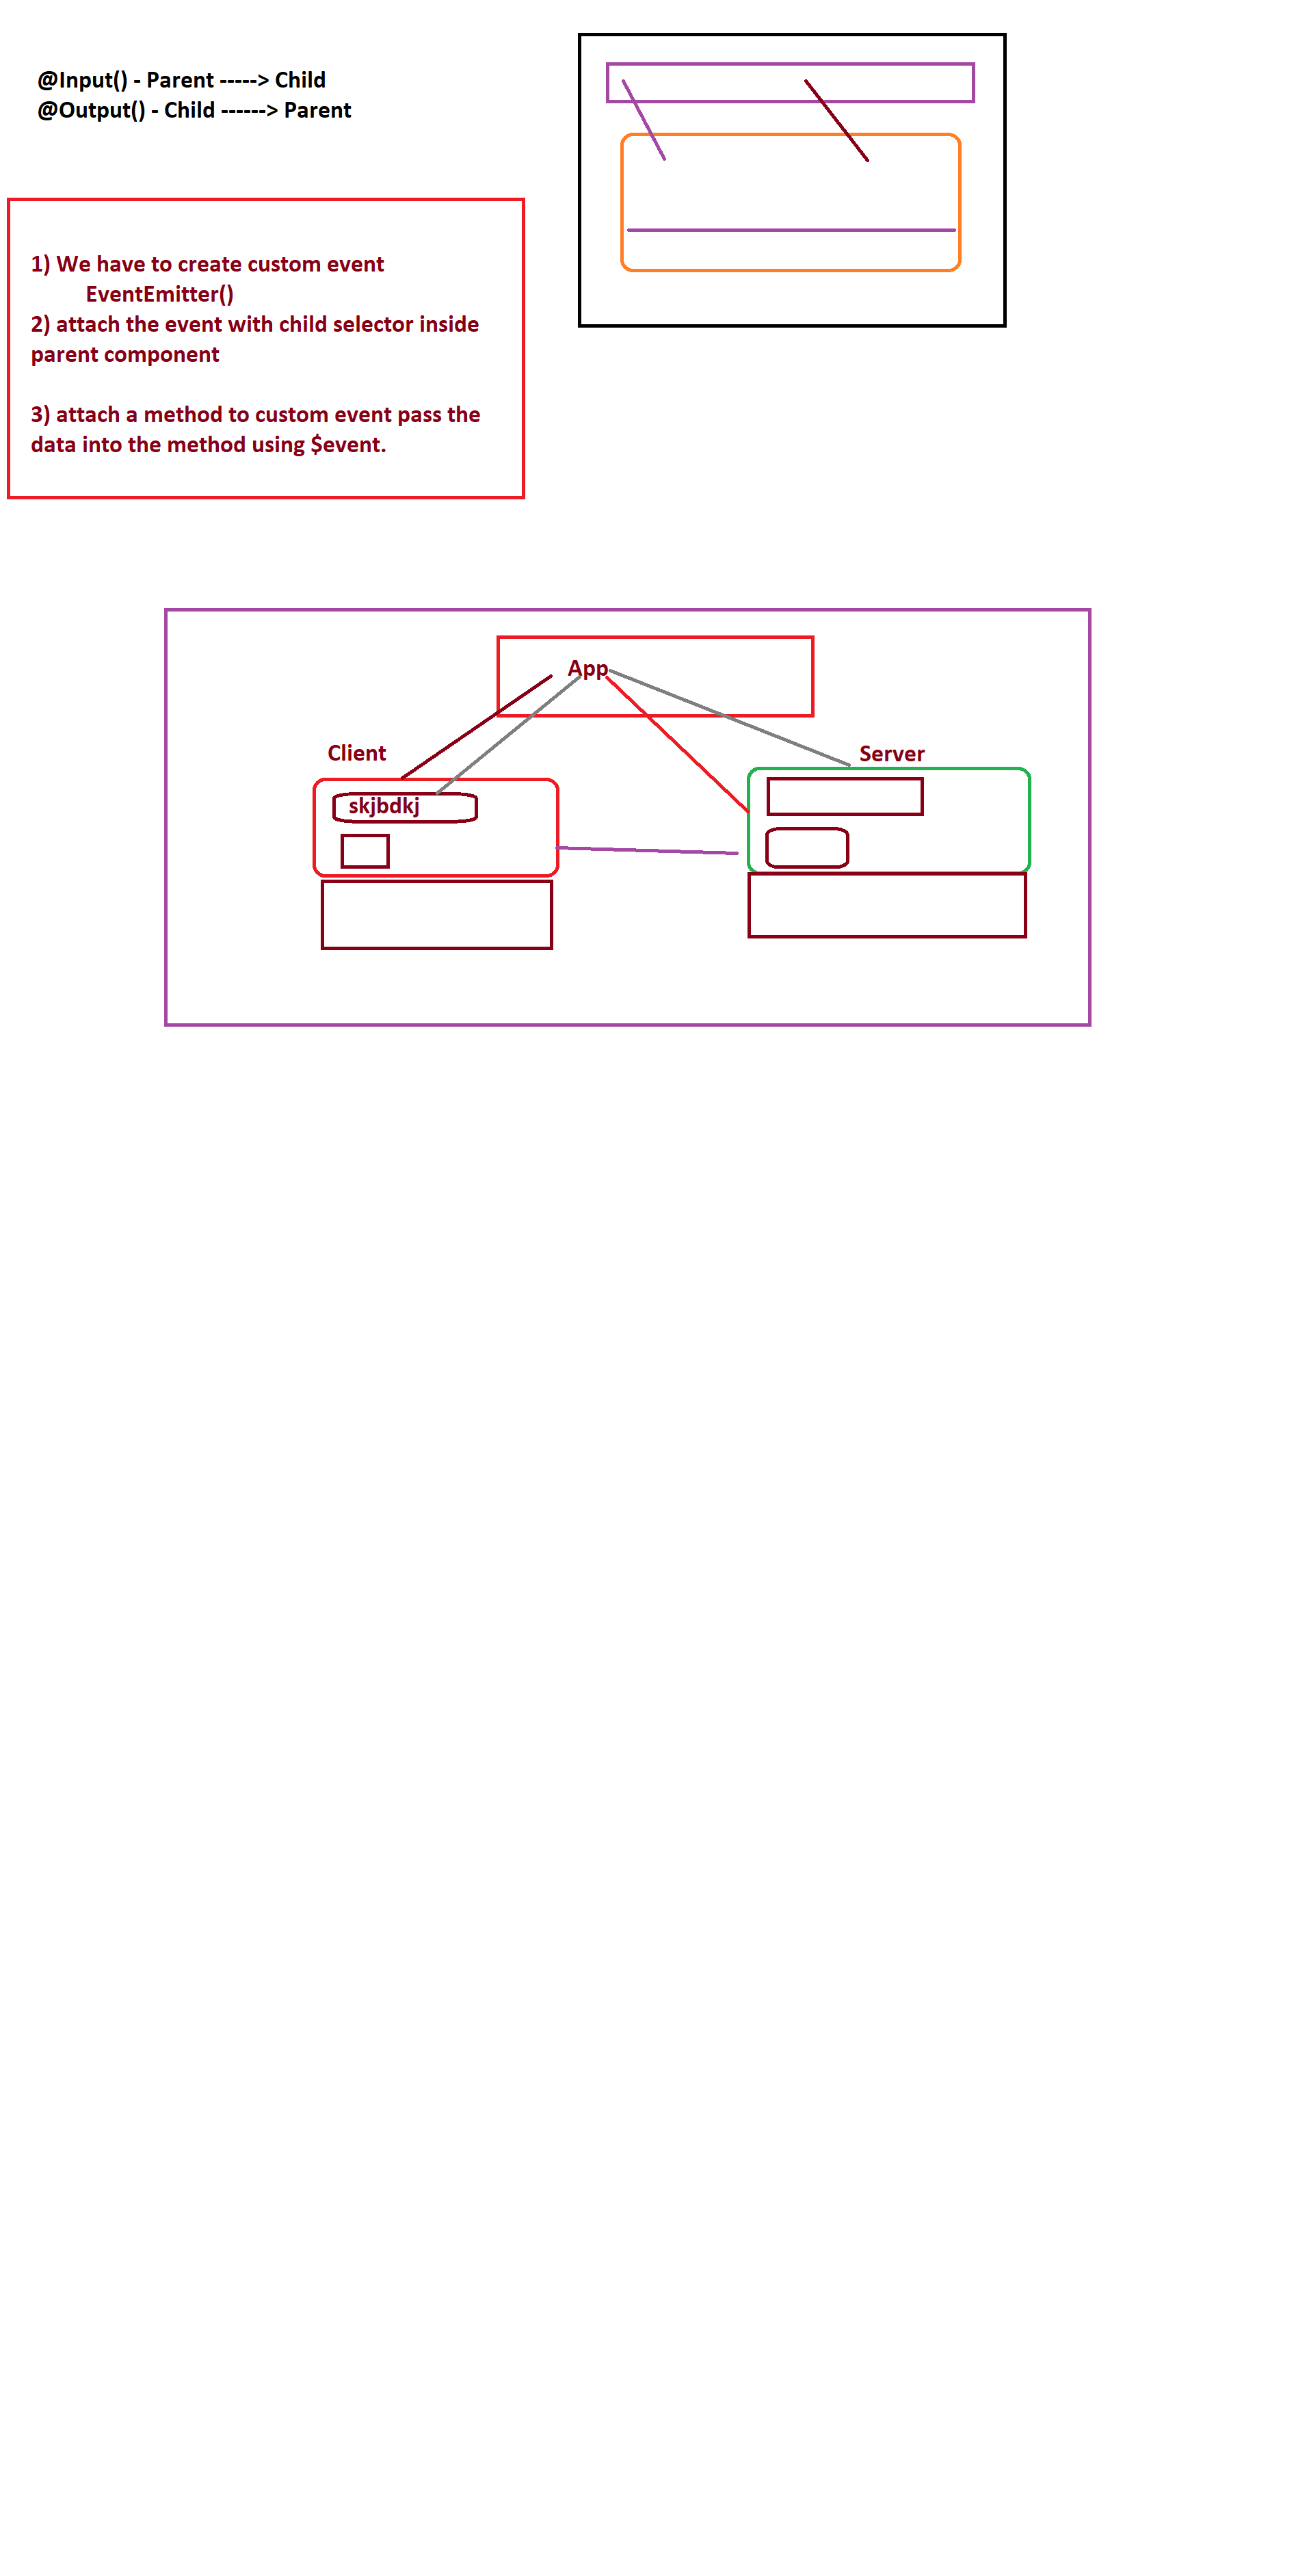 @Input() - Parent -----> Child
@Output() - Child ------> Parent
1) We have to create custom event
EventEmitter()
2) attach the event with child selector inside
parent component
3) attach a method to custom event pass the
data into the method using $event.
App
Client
Server
skjbdkj